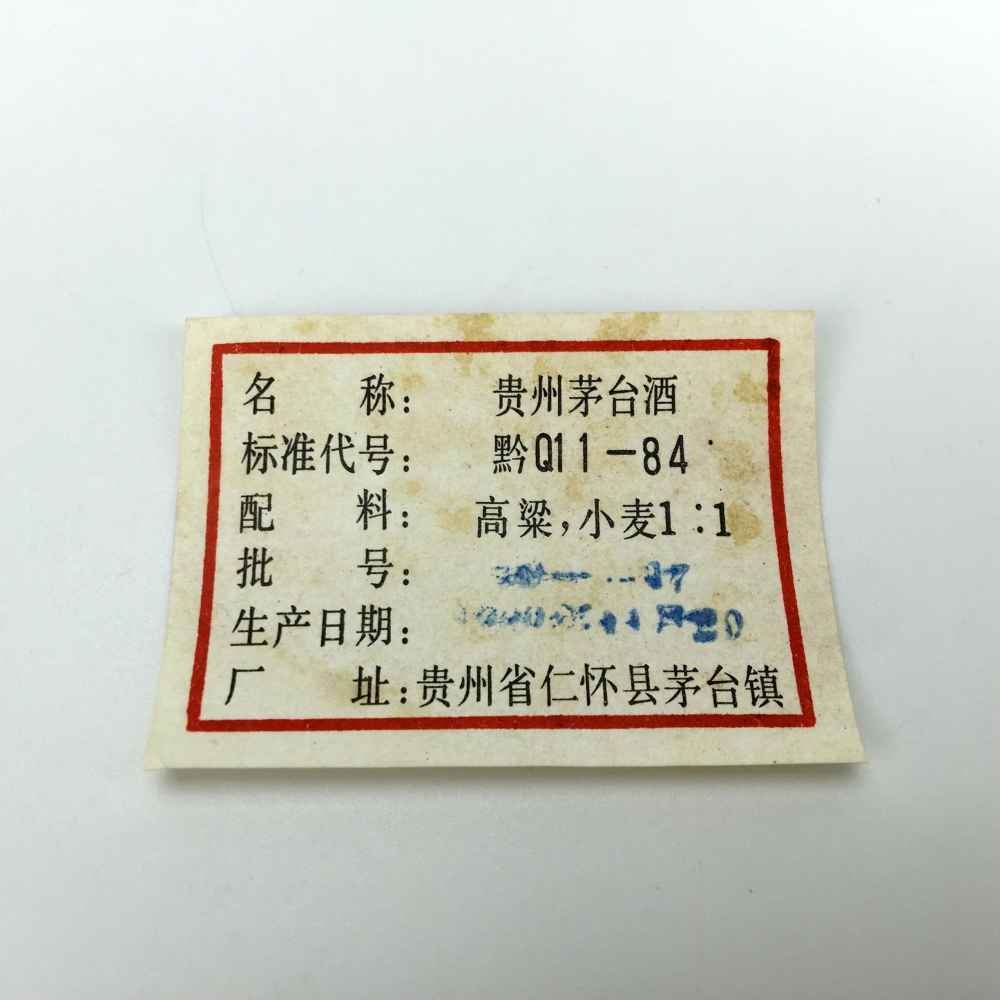 名 称： 贵州茅台酒
标准代号： 黔Q11-84
配 料： 高粱,小麦1:1
批 号：
生产日期：
厂 址：贵州省仁怀县茅台镇